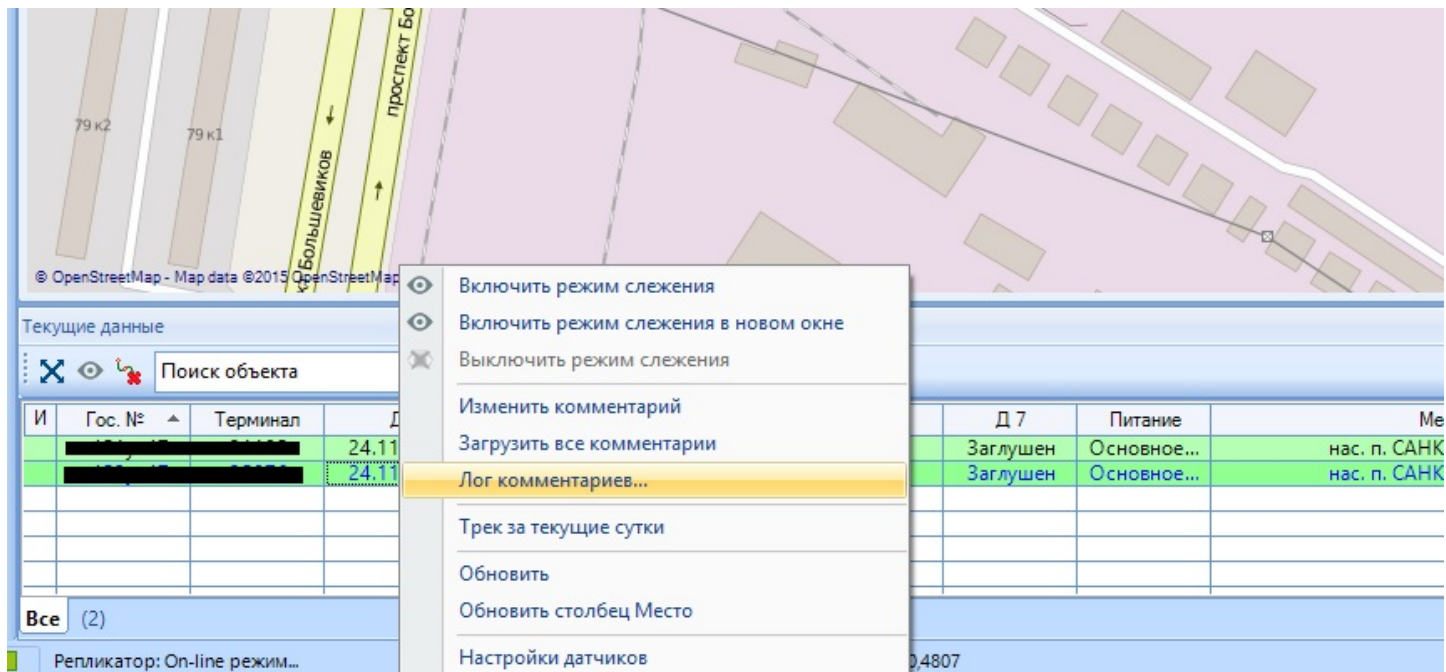 проспект Бо
79 к2
79 к1
Большевиков
© OpenStreetMap - Map data ©2015 OpenStreetMap
Включить режим слежения
Включить режим слежения в новом окне
Выключить режим слежения
Изменить комментарий
Загрузить все комментарии
Лог комментариев...
Трек за текущие сутки
Обновить
Обновить столбец Место
Настройки датчиков
Текущие данные
Поиск объекта
И Гос. № Терминал Д 7 Питание Ме
24.11 Заглушен Основное... нас. п. САНК
24.11 Заглушен Основное... нас. п. САНК
Все (2)
Репликатор: On-line режим... 0,4807